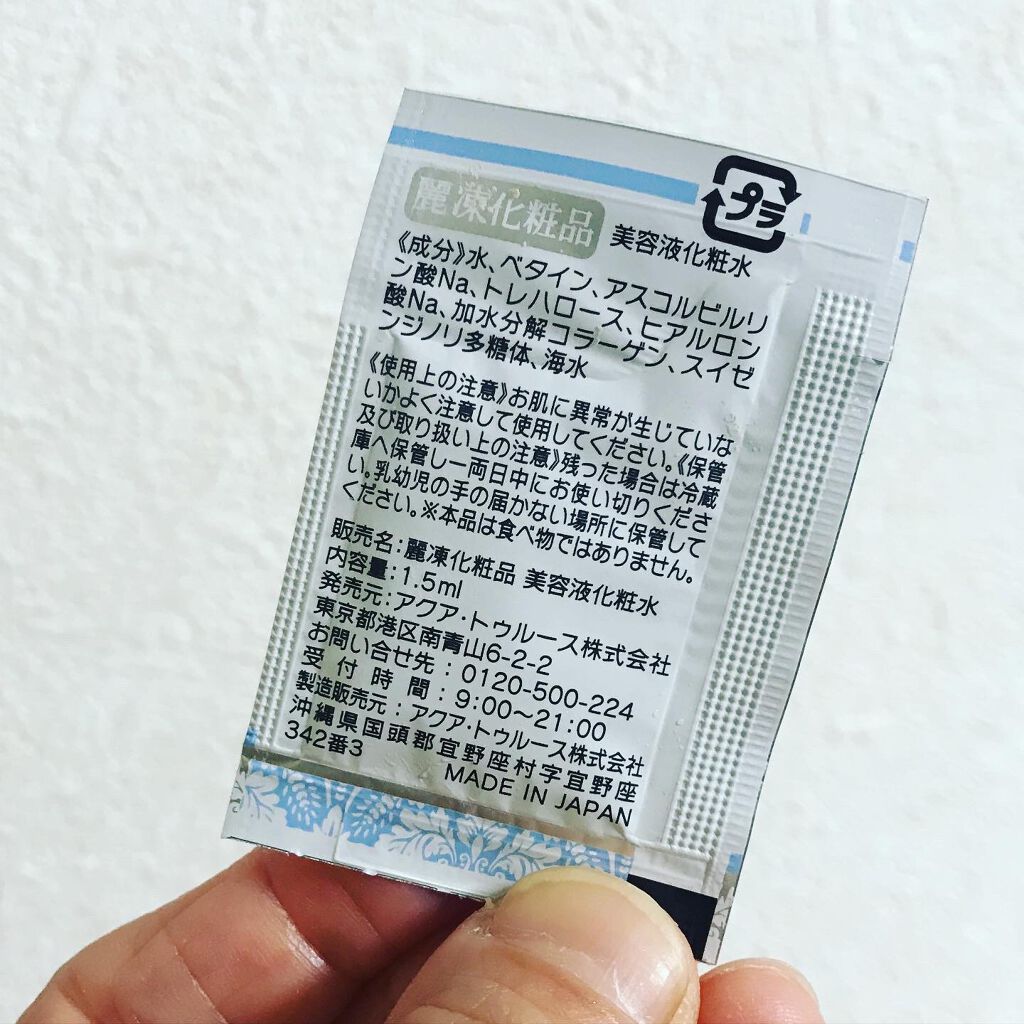 プラ
麗凍化粧品 美容液化粧水
《成分》水、ベタイン、アスコルビルリ
ン酸Na、トレハロース、ヒアルロン
酸Na、加水分解コラーゲン、スイゼ
ンジノリ多糖体、海水
《使用上の注意》お肌に異常が生じていな
いかよく注意して使用してください。《保管
及び取り扱い上の注意》残った場合は冷蔵
庫へ保管し一両日中にお使い切りくださ
い。乳幼児の手の届かない場所に保管して
ください。※本品は食べ物ではありません。
販売名：麗凍化粧品 美容液化粧水
内容量：1.5ml
発売元：アクア・トゥルース株式会社
東京都港区南青山6-2-2
お問い合せ先：0120-500-224
受付時間：9:00〜21:00
製造販売元：アクア・トゥルース株式会社
沖縄県国頭郡宜野座村字宜野座
342番3
MADE IN JAPAN